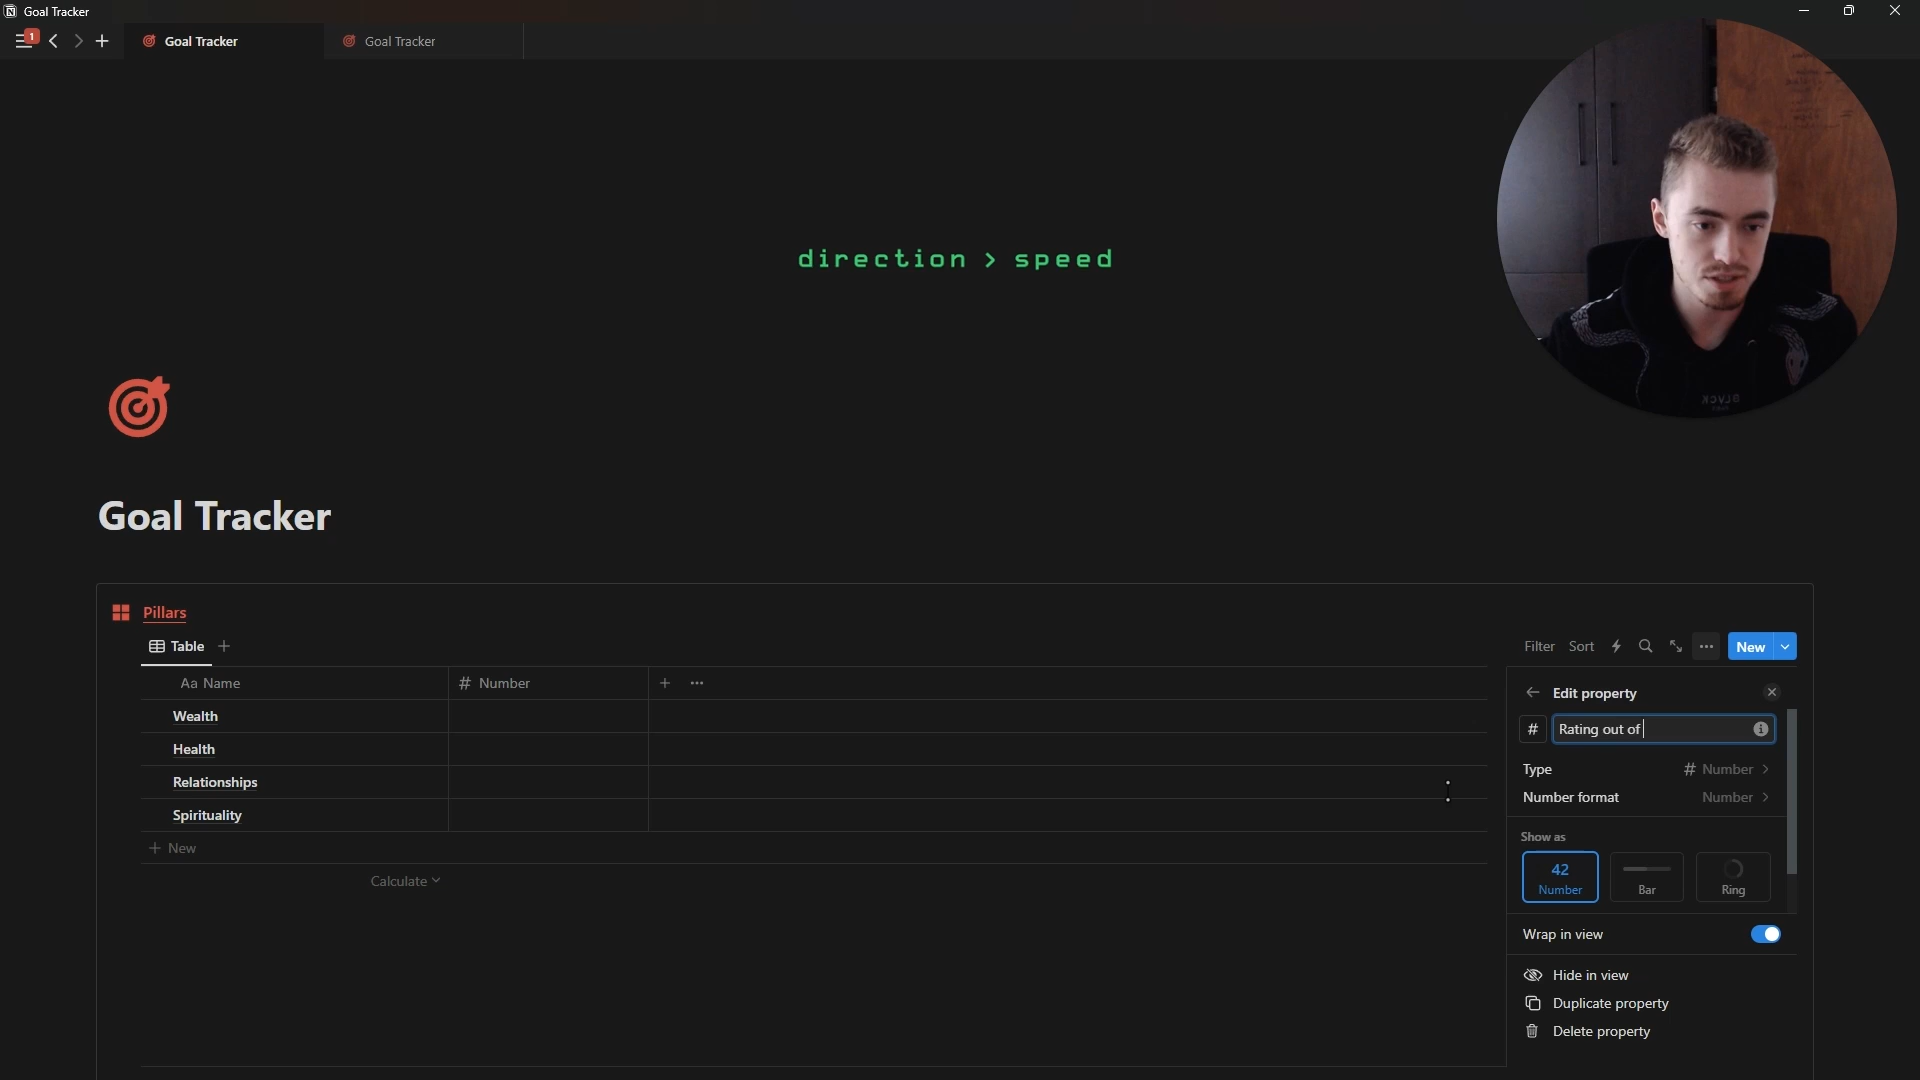 Goal Tracker
1
Goal Tracker
Goal Tracker
direction > speed
Goal Tracker
Pillars
Table
Filter Sort
New
Aa Name
# Number
Wealth
Health
Relationships
Spirituality
+ New
Calculate
Edit property
# Rating out of
Type # Number
Number format Number
Show as
42
Number
Bar
Ring
Wrap in view
Hide in view
Duplicate property
Delete property